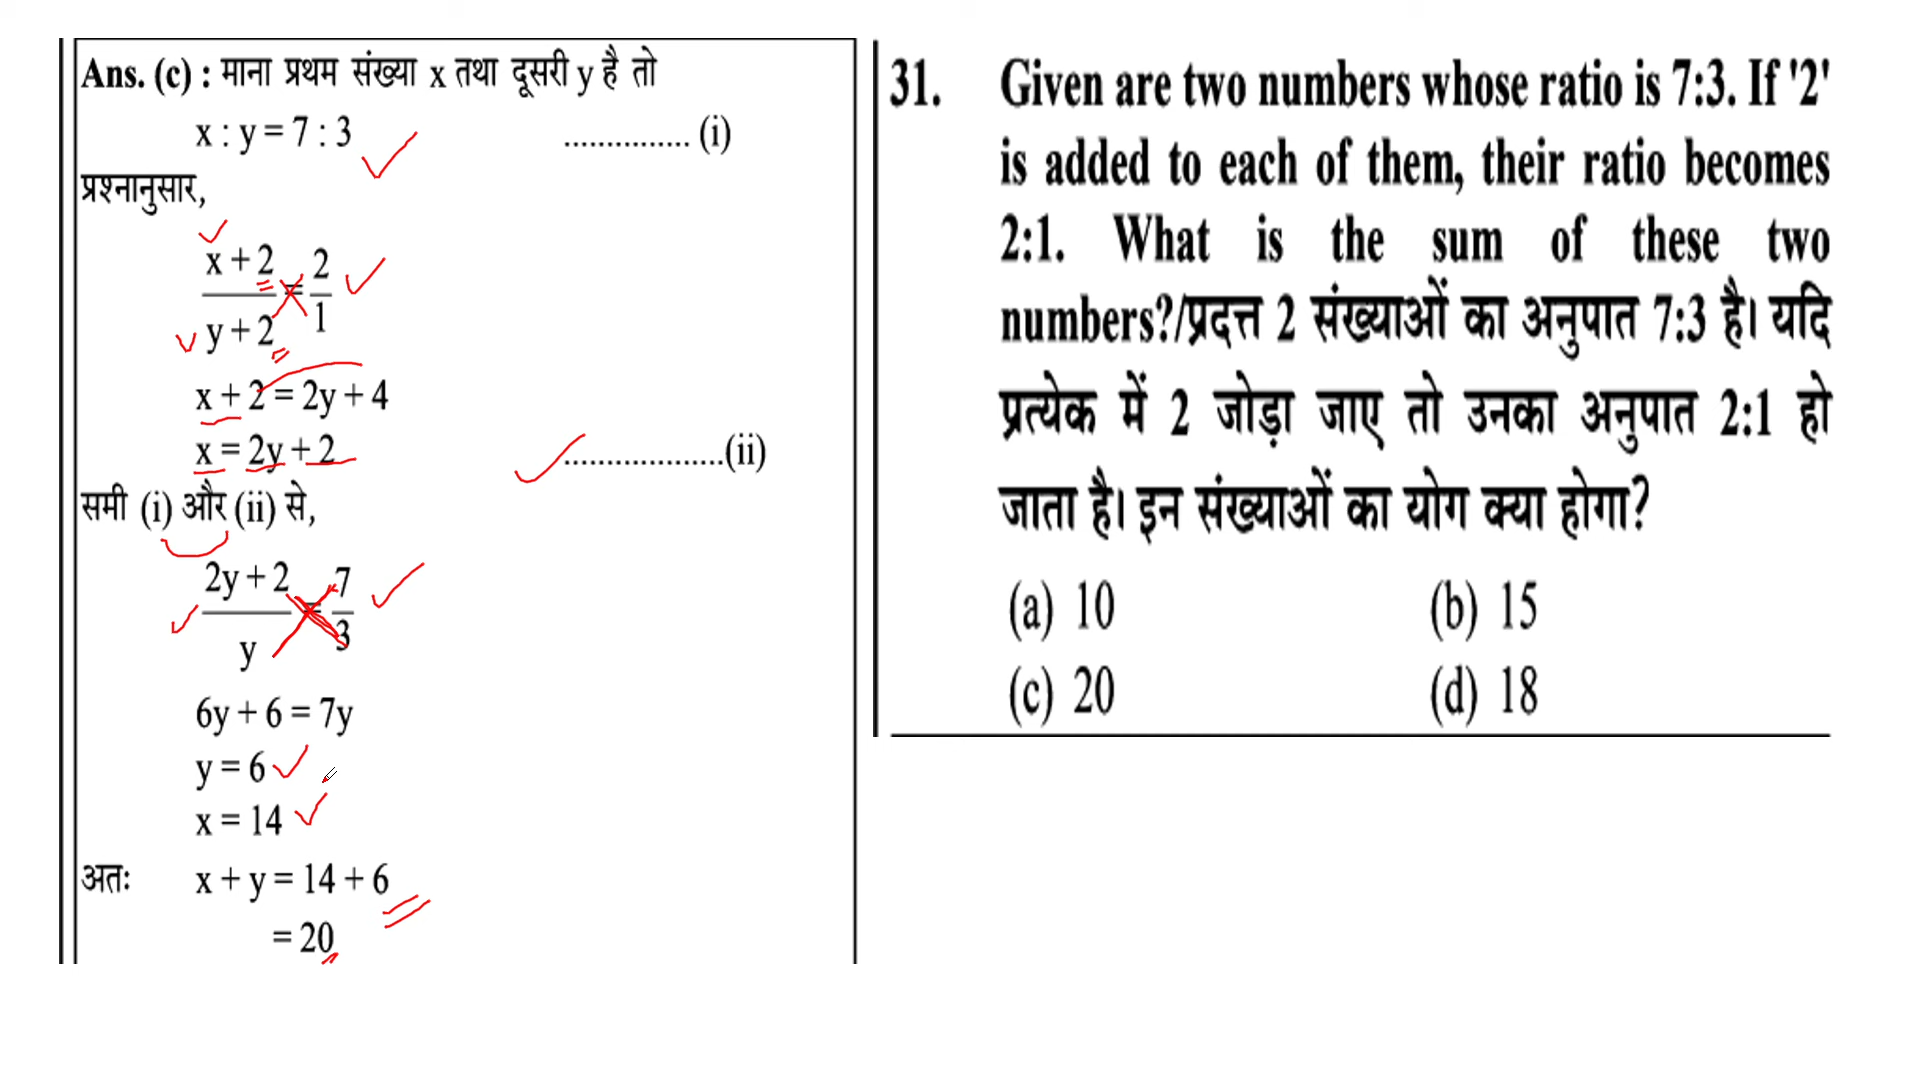 Ans. (c) : माना प्रथम संख्या x तथा दूसरी y है तो
x : y = 7 : 3 ............... (i)
प्रश्नानुसार,
x + 2 / y + 2 = 2 / 1
x + 2 = 2y + 4
x = 2y + 2 ...................(ii)
समी (i) और (ii) से,
2y + 2 / y = 7 / 3
6y + 6 = 7y
y = 6
x = 14
अतः x + y = 14 + 6
= 20
31. Given are two numbers whose ratio is 7:3. If '2'
is added to each of them, their ratio becomes
2:1. What is the sum of these two
numbers?/प्रदत्त 2 संख्याओं का अनुपात 7:3 है। यदि
प्रत्येक में 2 जोड़ा जाए तो उनका अनुपात 2:1 हो
जाता है। इन संख्याओं का योग क्या होगा?
(a) 10 (b) 15
(c) 20 (d) 18